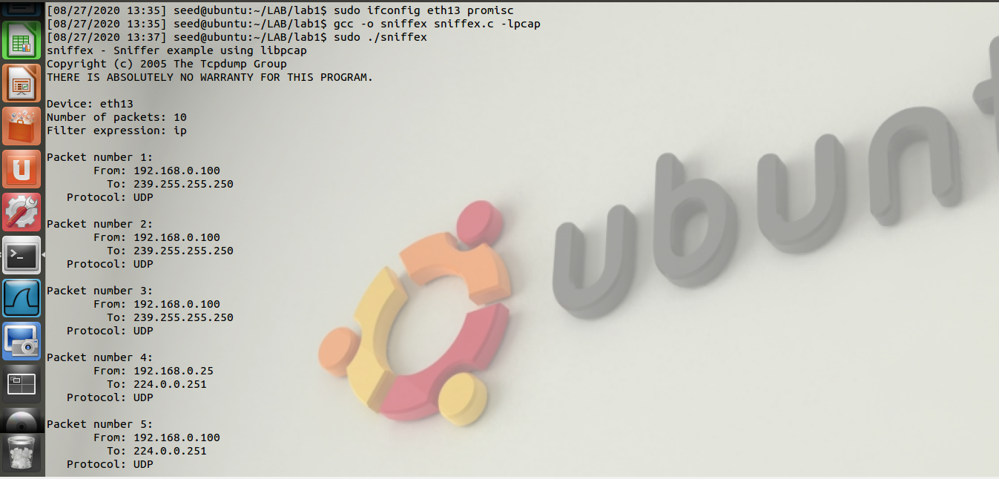 [08/27/2020 13:35] seed@ubuntu:~/LAB/lab1$ sudo ifconfig eth13 promisc
[08/27/2020 13:35] seed@ubuntu:~/LAB/lab1$ gcc -o sniffex sniffex.c -lpcap
[08/27/2020 13:37] seed@ubuntu:~/LAB/lab1$ sudo ./sniffex
sniffex - Sniffer example using libpcap
Copyright (c) 2005 The Tcpdump Group
THERE IS ABSOLUTELY NO WARRANTY FOR THIS PROGRAM.
Device: eth13
Number of packets: 10
Filter expression: ip
Packet number 1:
From: 192.168.0.100
To: 239.255.255.250
Protocol: UDP
Packet number 2:
From: 192.168.0.100
To: 239.255.255.250
Protocol: UDP
Packet number 3:
From: 192.168.0.100
To: 239.255.255.250
Protocol: UDP
Packet number 4:
From: 192.168.0.25
To: 224.0.0.251
Protocol: UDP
Packet number 5:
From: 192.168.0.100
To: 224.0.0.251
Protocol: UDP
ubunt